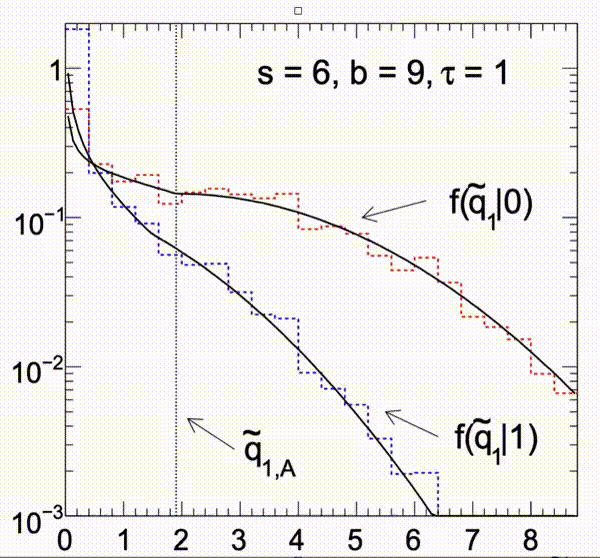 s = 6, b = 9, τ = 1
1
f(q̃₁|0)
10⁻¹
10⁻²
f(q̃₁|1)
q̃₁,A
10⁻³
0 1 2 3 4 5 6 7 8